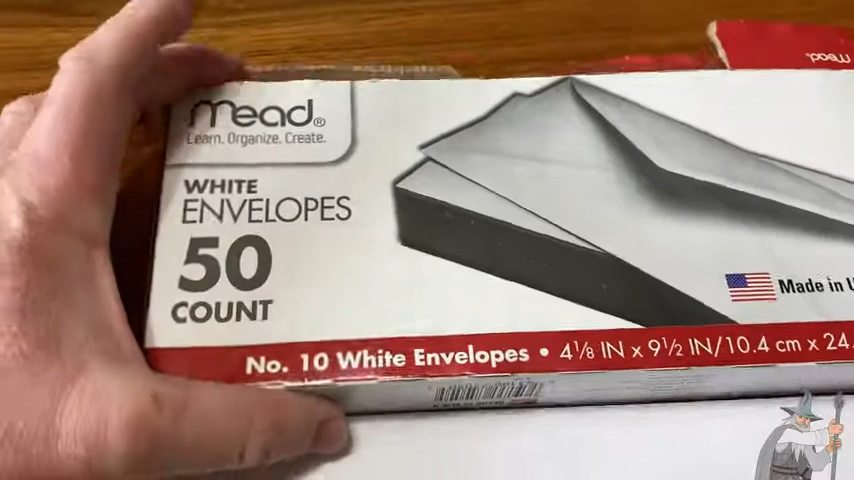 Mead®
Learn. Organize. Create.
WHITE
ENVELOPES
50
COUNT
Made in U
No. 10 White Envelopes • 4⅛ IN x 9½ IN/10.4 cm x 24.
Mead